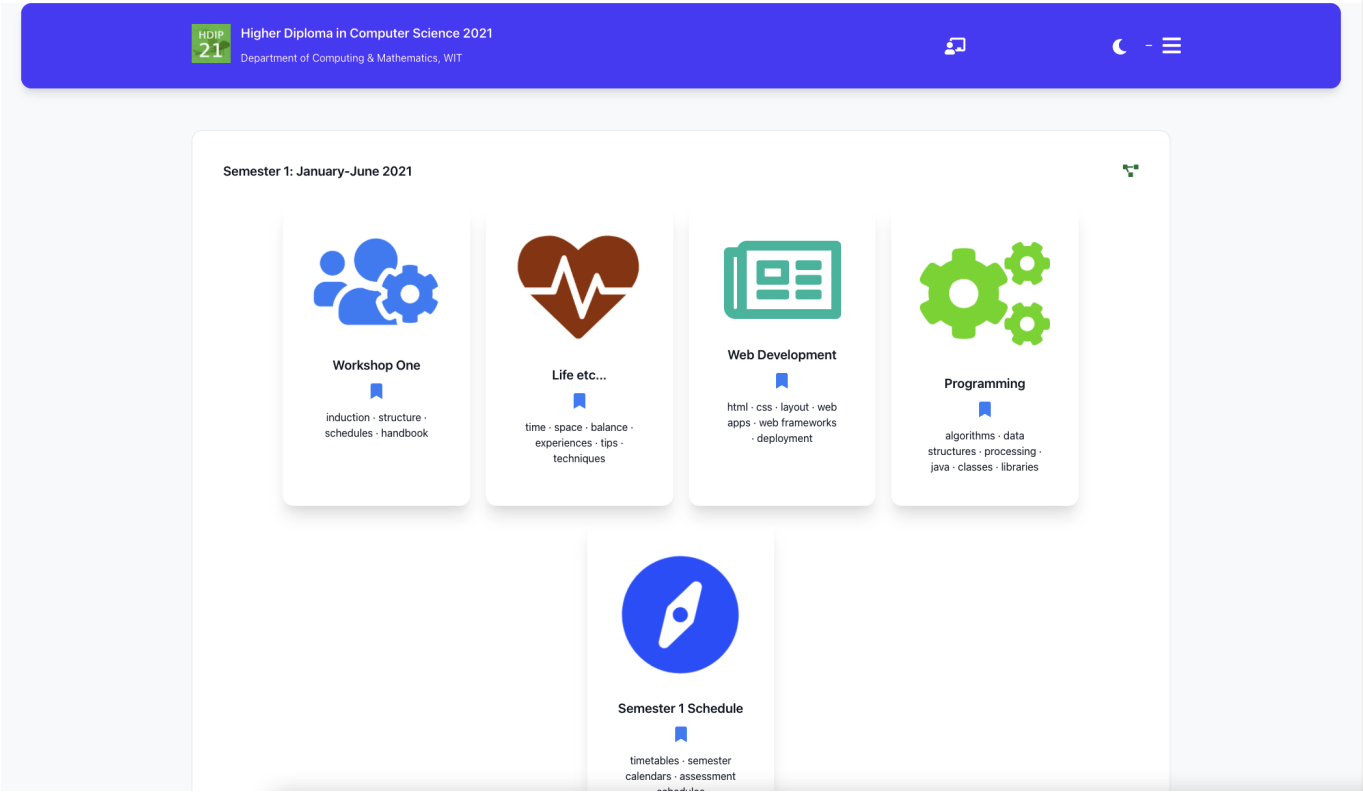 HDIP
21
Higher Diploma in Computer Science 2021
Department of Computing & Mathematics, WIT
–
Semester 1: January-June 2021
Workshop One
induction · structure ·
schedules · handbook
Life etc...
time · space · balance ·
experiences · tips ·
techniques
Web Development
html · css · layout · web
apps · web frameworks
· deployment
Programming
algorithms · data
structures · processing ·
java · classes · libraries
Semester 1 Schedule
timetables · semester
calendars · assessment
schedules